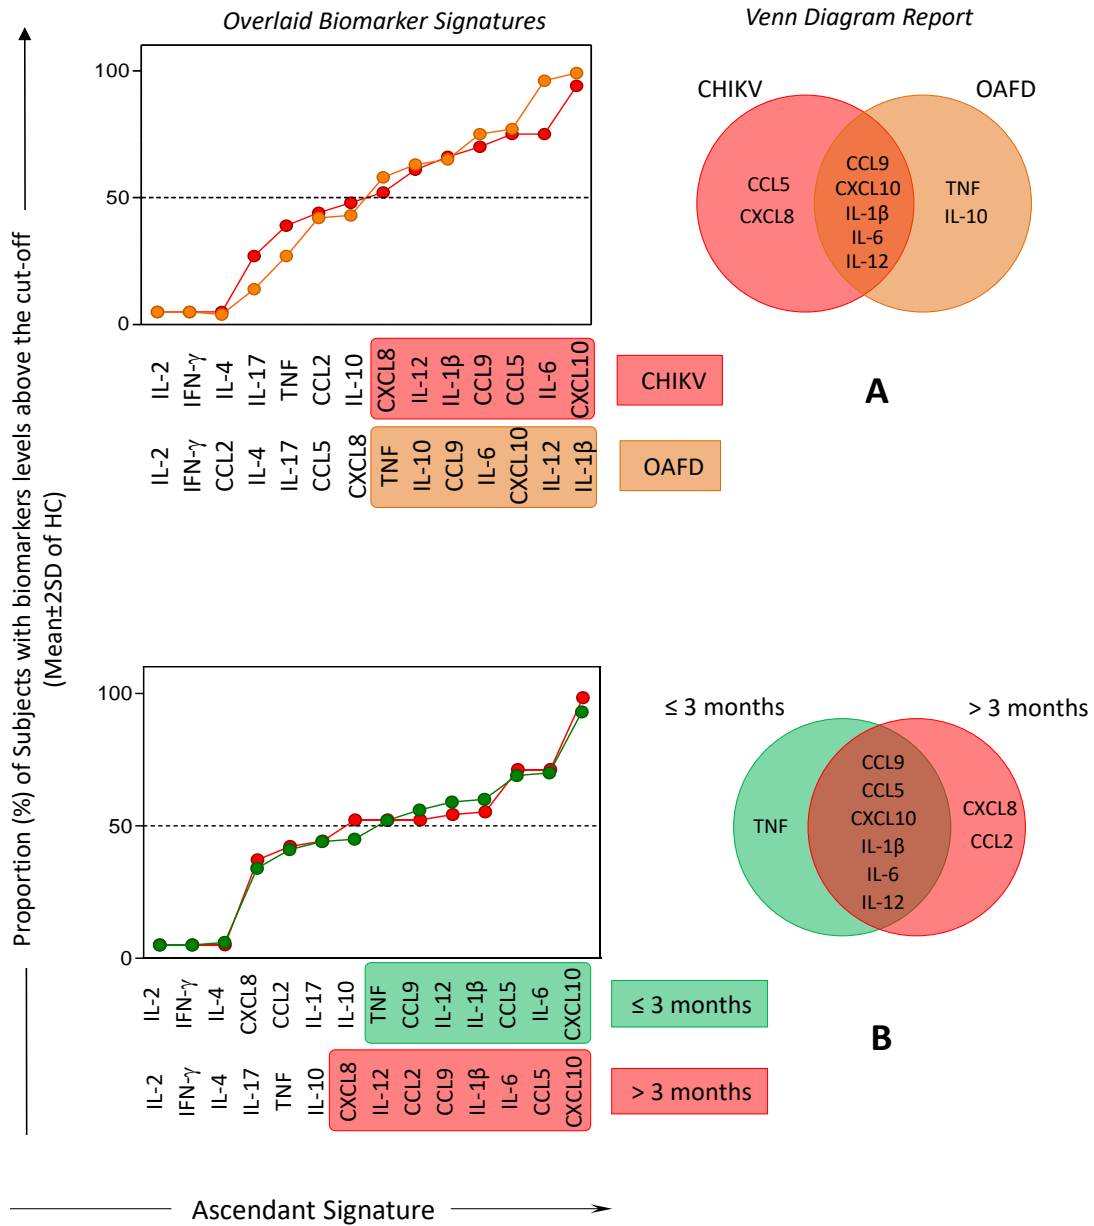 Overlaid Biomarker Signatures
Venn Diagram Report
Proportion (%) of Subjects with biomarkers levels above the cut-off
(Mean±2SD of HC)
100
50
0
IL-2
IFN-γ
IL-4
IL-17
TNF
CCL2
IL-10
CXCL8
IL-12
IL-1β
CCL9
CCL5
IL-6
CXCL10
CHIKV
IL-2
IFN-γ
CCL2
IL-4
IL-17
CCL5
CXCL8
TNF
IL-10
CCL9
IL-6
CXCL10
IL-12
IL-1β
OAFD
CHIKV
OAFD
CCL5
CXCL8
CCL9
CXCL10
IL-1β
IL-6
IL-12
TNF
IL-10
A
100
50
0
IL-2
IFN-γ
IL-4
CXCL8
CCL2
IL-17
IL-10
TNF
CCL9
IL-12
IL-1β
CCL5
IL-6
CXCL10
≤ 3 months
IL-2
IFN-γ
IL-4
IL-17
TNF
IL-10
CXCL8
IL-12
CCL2
CCL9
IL-1β
IL-6
CCL5
CXCL10
> 3 months
≤ 3 months
> 3 months
TNF
CCL9
CCL5
CXCL10
IL-1β
IL-6
IL-12
CXCL8
CCL2
B
Ascendant Signature